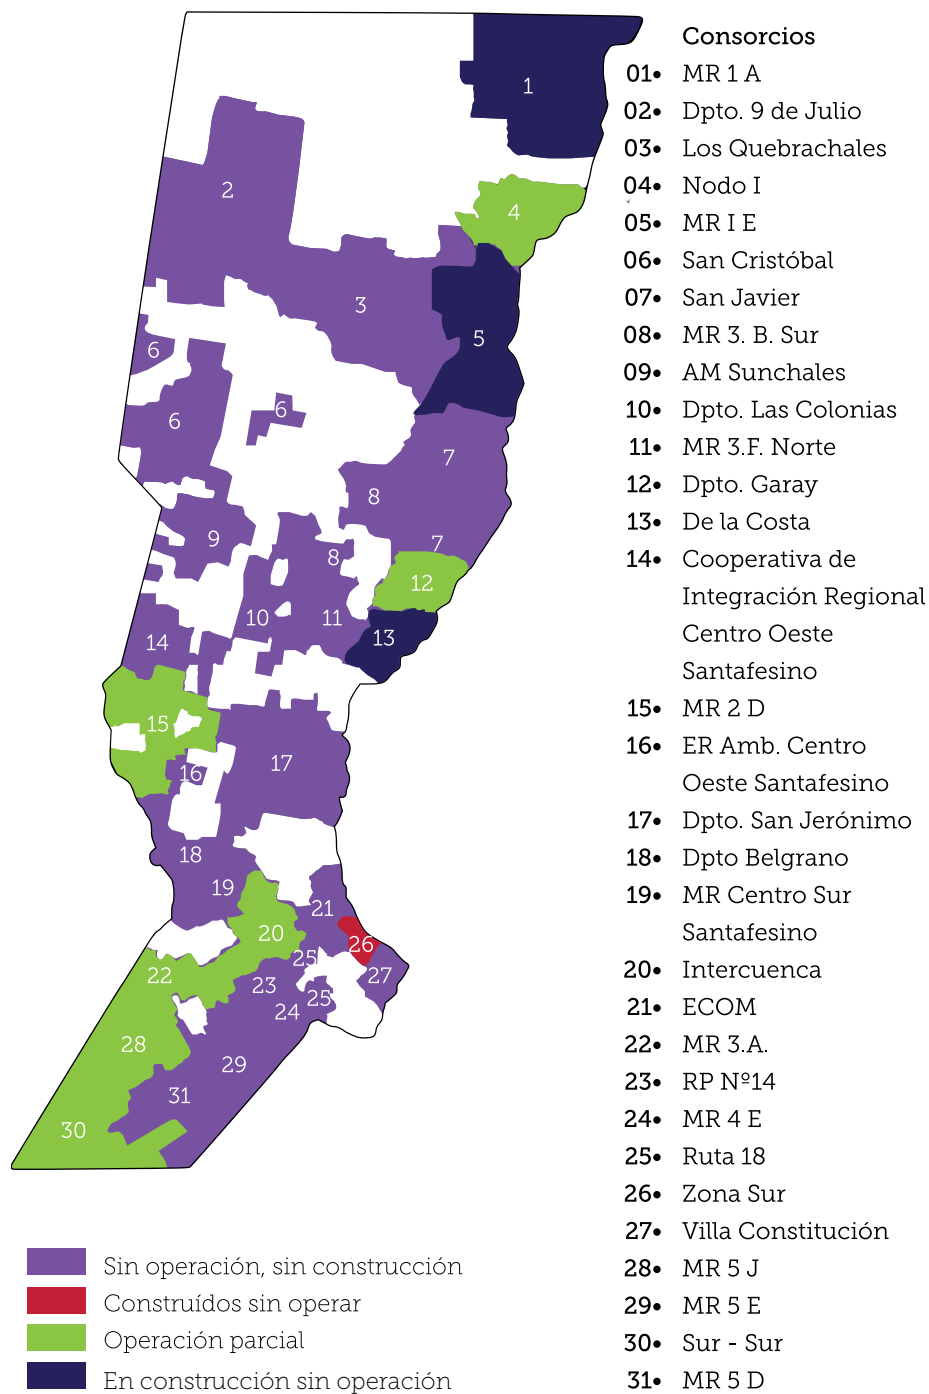 Consorcios
01• MR 1 A
02• Dpto. 9 de Julio
03• Los Quebrachales
04• Nodo I
05• MR I E
06• San Cristóbal
07• San Javier
08• MR 3. B. Sur
09• AM Sunchales
10• Dpto. Las Colonias
11• MR 3.F. Norte
12• Dpto. Garay
13• De la Costa
14• Cooperativa de
Integración Regional
Centro Oeste
Santafesino
15• MR 2 D
16• ER Amb. Centro
Oeste Santafesino
17• Dpto. San Jerónimo
18• Dpto Belgrano
19• MR Centro Sur
Santafesino
20• Intercuenca
21• ECOM
22• MR 3.A.
23• RP Nº14
24• MR 4 E
25• Ruta 18
26• Zona Sur
27• Villa Constitución
28• MR 5 J
29• MR 5 E
30• Sur - Sur
31• MR 5 D
1
2
4
3
5
6
6
6
7
8
9
7
8
12
10
11
13
14
15
16
17
18
19
21
20
26
25
22
27
23
25
24
28
29
31
30
Sin operación, sin construcción
Construídos sin operar
Operación parcial
En construcción sin operación